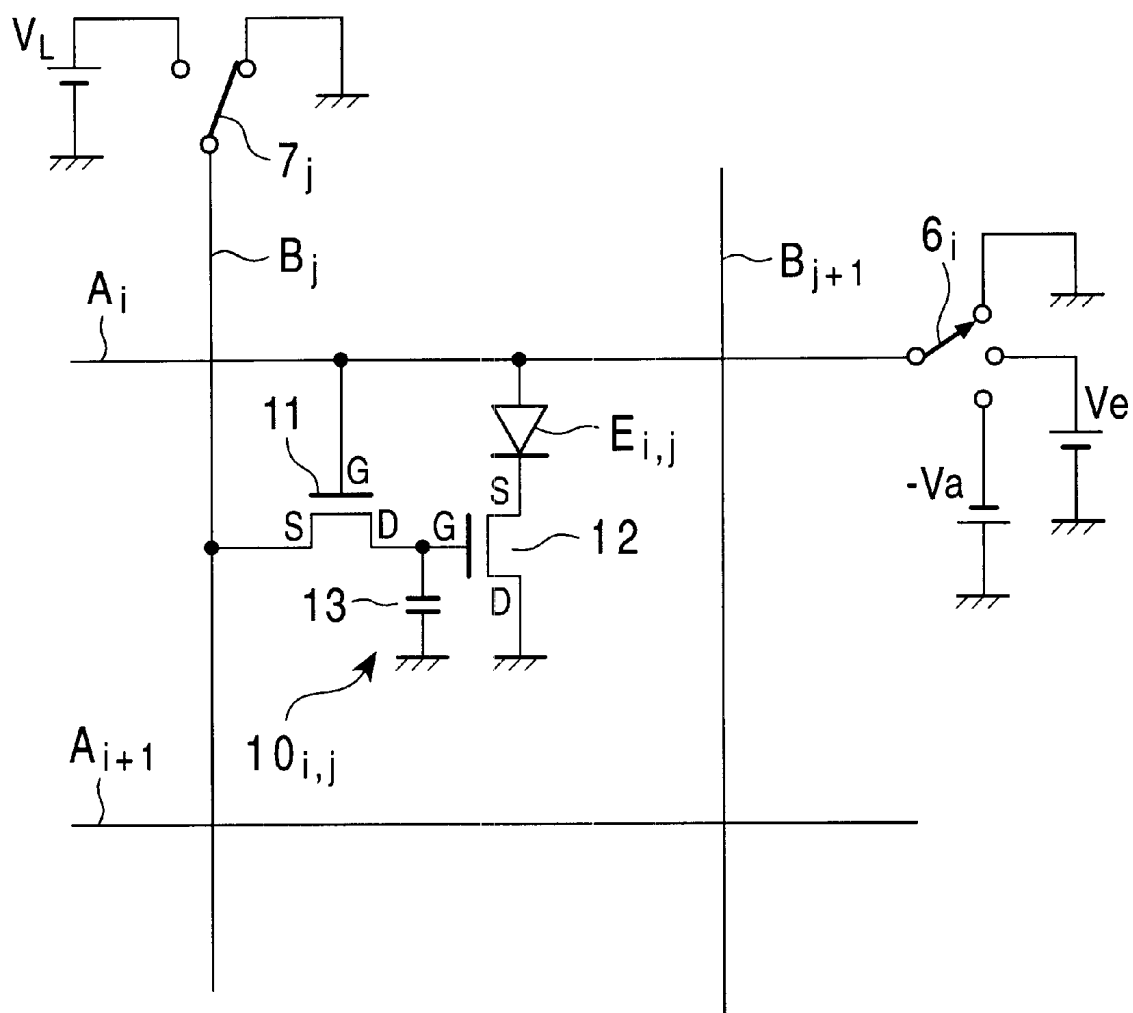 V_L
7_j
B_j
B_{j+1}
6_i
A_i
Ve
11
G
E_{i,j}
S
-Va
S
D
G
12
13
D
10_{i,j}
A_{i+1}